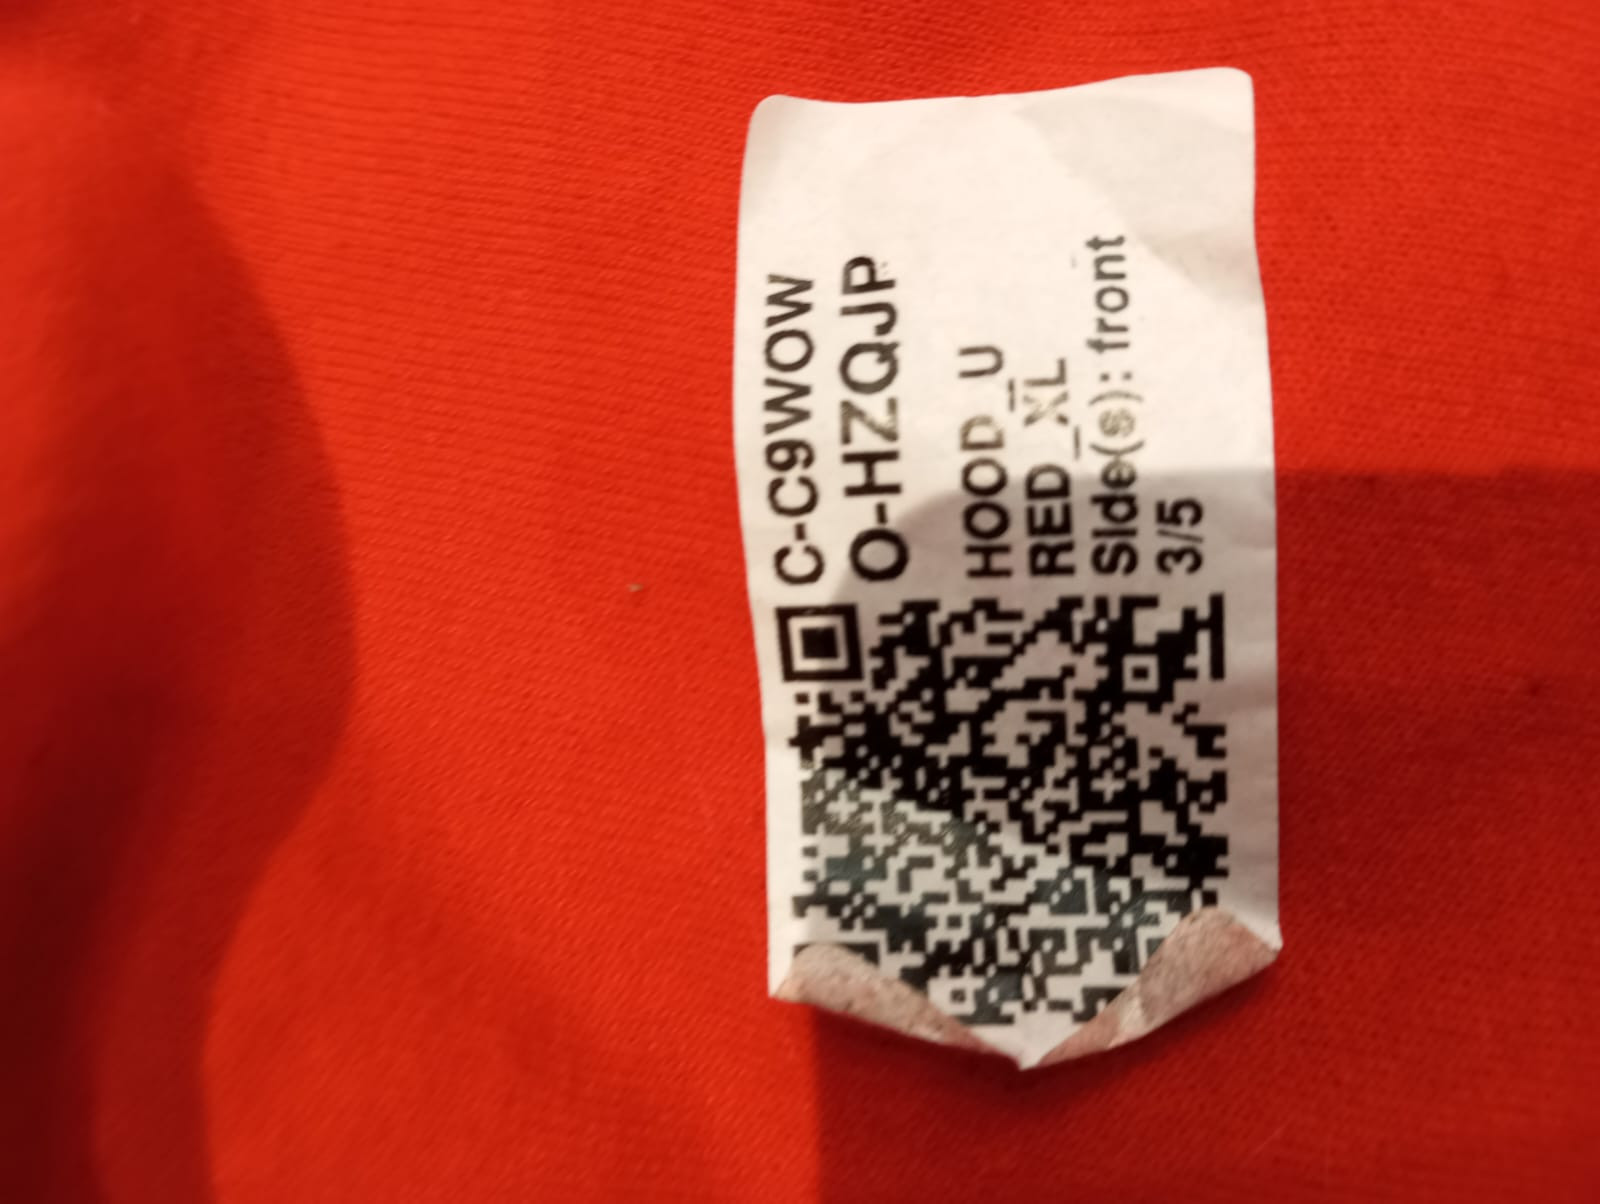 C-C9WOW
O-HZQJP
HOOD_U
RED_XL
Side(s): front
3/5